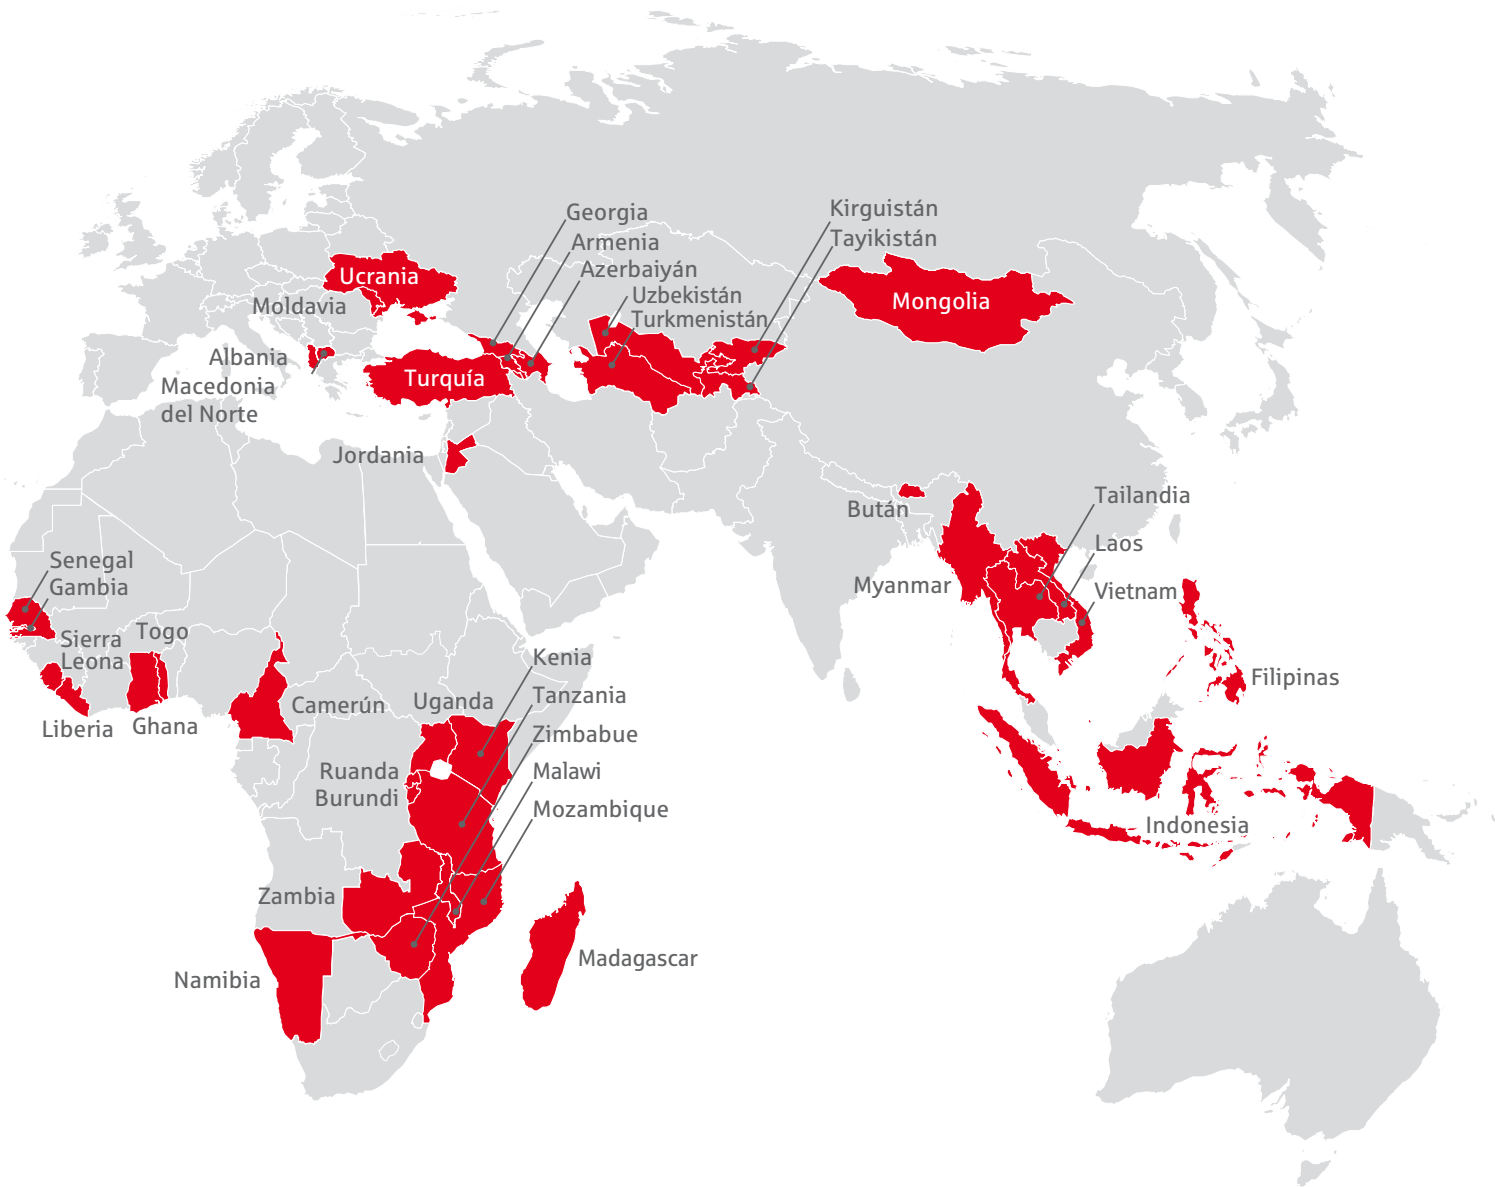 Georgia
Armenia
Azerbaiyán
Uzbekistán
Turkmenistán
Kirguistán
Tayikistán
Ucrania
Moldavia
Mongolia
Albania
Macedonia
del Norte
Turquía
Jordania
Bután
Tailandia
Laos
Vietnam
Myanmar
Filipinas
Indonesia
Senegal
Gambia
Sierra
Leona
Togo
Liberia
Ghana
Camerún
Uganda
Kenia
Tanzania
Zimbabue
Malawi
Mozambique
Ruanda
Burundi
Zambia
Namibia
Madagascar